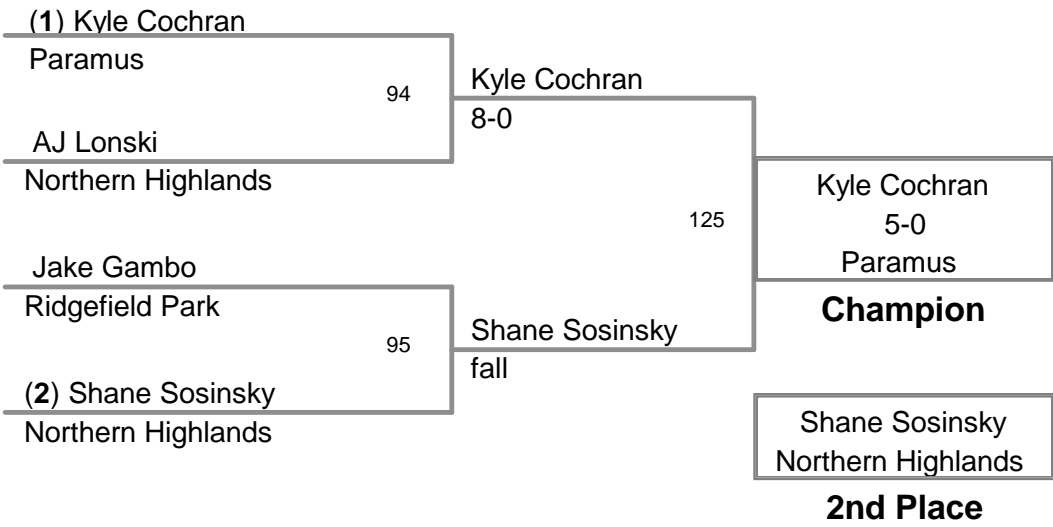 (1) Kyle Cochran
Paramus
94
AJ Lonski
Northern Highlands
Kyle Cochran
8-0
Jake Gambo
Ridgefield Park
95
(2) Shane Sosinsky
Northern Highlands
Shane Sosinsky
fall
125
Kyle Cochran
5-0
Paramus
Champion
Shane Sosinsky
Northern Highlands
2nd Place